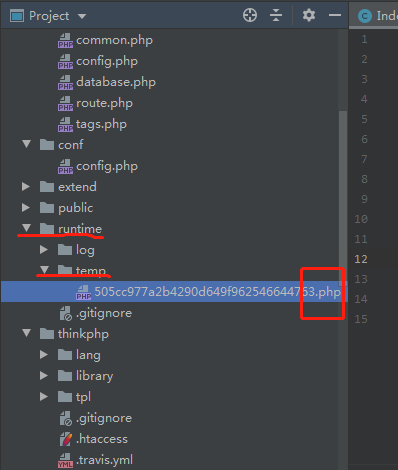 Project
Inde
common.php
config.php
database.php
route.php
tags.php
conf
config.php
extend
public
runtime
log
temp
505cc977a2b4290d649f962546644763.php
.gitignore
thinkphp
lang
library
tpl
.gitignore
.htaccess
.travis.yml
1
2
3
4
5
6
7
8
9
10
11
12
13
14
15